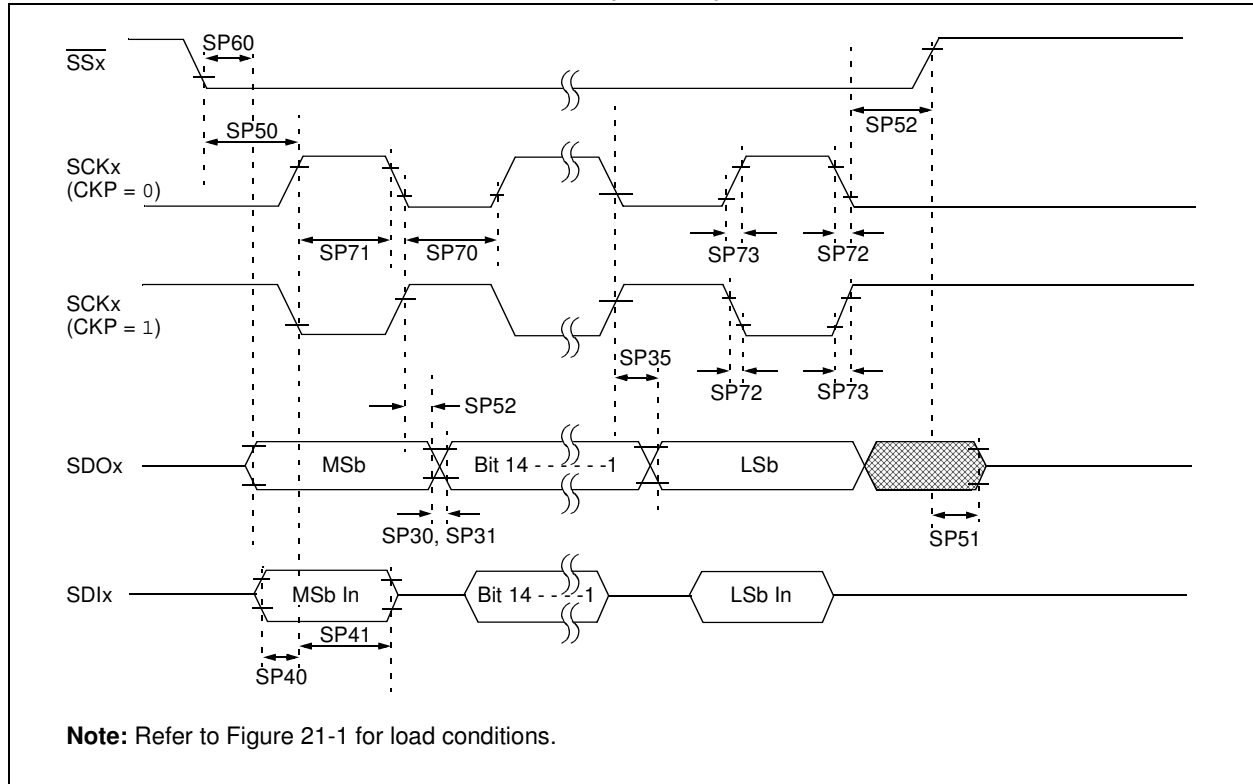 SP60
SSx
SP50
SP52
SCKx
(CKP = 0)
SP71
SP70
SP73
SP72
SCKx
(CKP = 1)
SP35
SP72
SP73
SP52
SDOx
MSb
Bit 14 - - - - - -1
LSb
SP30, SP31
SP51
SDIx
MSb In
Bit 14 - - - -1
LSb In
SP41
SP40
Note: Refer to Figure 21-1 for load conditions.